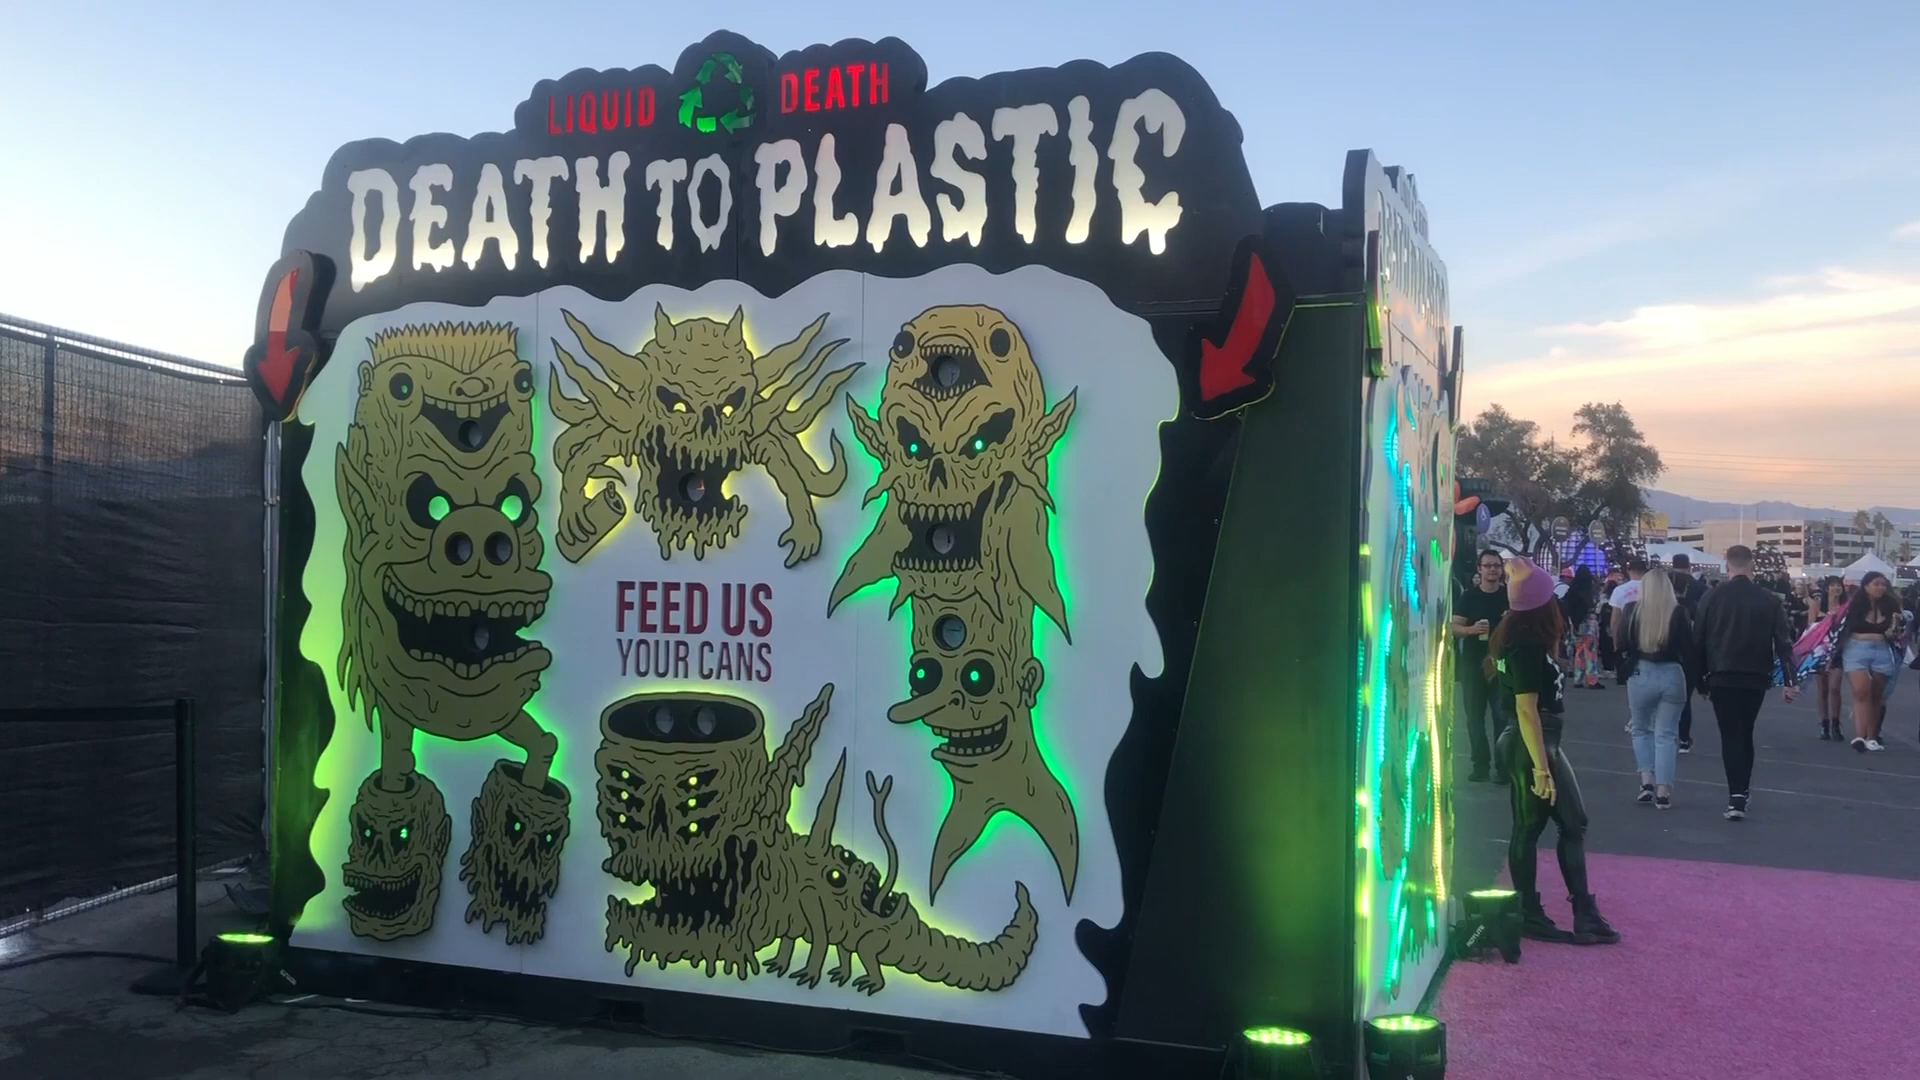 LIQUID DEATH
DEATH TO PLASTIC
FEED US
YOUR CANS